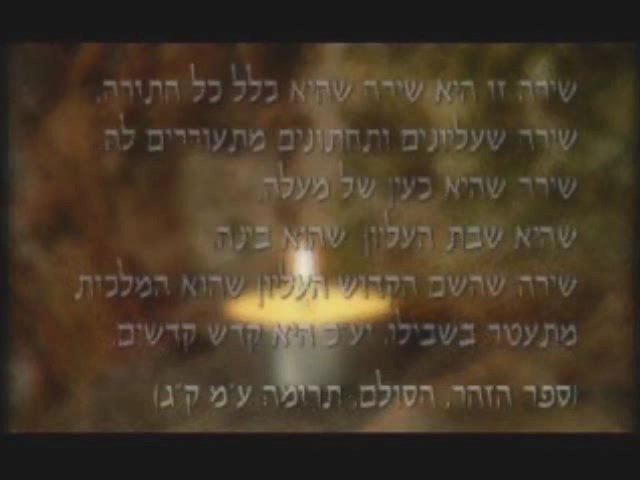 שירה זו היא שירה שהיא כלל כל התורה,
שירה שעליונים ותחתונים מתעוררים לה
שירה שהיא כעין של מעלה,
שהיא שבת העליון שהוא בינה.
שירה שהשם הקדוש העליון שהוא המלכות
מתעטר בשבילו. וע״כ היא קדש קדשים.
(ספר הזהר, הסולם, תרומה ע״מ ק״ג)